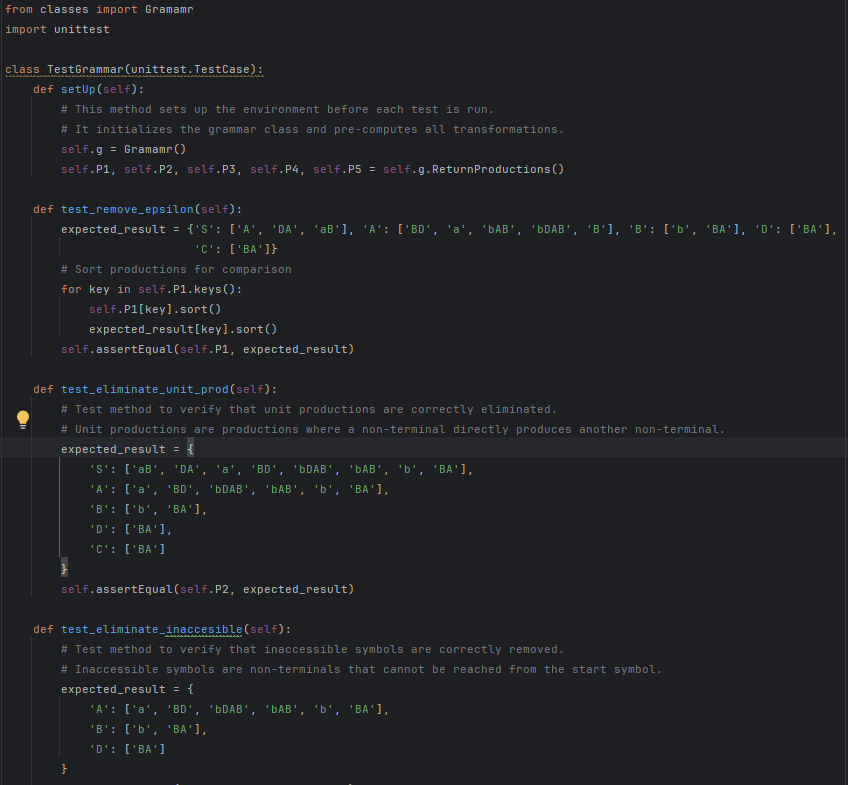 from classes import Gramamr
import unittest

class TestGrammar(unittest.TestCase):
    def setUp(self):
        # This method sets up the environment before each test is run.
        # It initializes the grammar class and pre-computes all transformations.
        self.g = Gramamr()
        self.P1, self.P2, self.P3, self.P4, self.P5 = self.g.ReturnProductions()

    def test_remove_epsilon(self):
        expected_result = {'S': ['A', 'DA', 'aB'], 'A': ['BD', 'a', 'bAB', 'bDAB', 'B'], 'B': ['b', 'BA'], 'D': ['BA'],
                           'C': ['BA']}
        # Sort productions for comparison
        for key in self.P1.keys():
            self.P1[key].sort()
            expected_result[key].sort()
        self.assertEqual(self.P1, expected_result)

    def test_eliminate_unit_prod(self):
        # Test method to verify that unit productions are correctly eliminated.
        # Unit productions are productions where a non-terminal directly produces another non-terminal.
        expected_result = {
            'S': ['aB', 'DA', 'a', 'BD', 'bDAB', 'bAB', 'b', 'BA'],
            'A': ['a', 'BD', 'bDAB', 'bAB', 'b', 'BA'],
            'B': ['b', 'BA'],
            'D': ['BA'],
            'C': ['BA']
        }
        self.assertEqual(self.P2, expected_result)

    def test_eliminate_inaccesible(self):
        # Test method to verify that inaccessible symbols are correctly removed.
        # Inaccessible symbols are non-terminals that cannot be reached from the start symbol.
        expected_result = {
            'A': ['a', 'BD', 'bDAB', 'bAB', 'b', 'BA'],
            'B': ['b', 'BA'],
            'D': ['BA']
        }